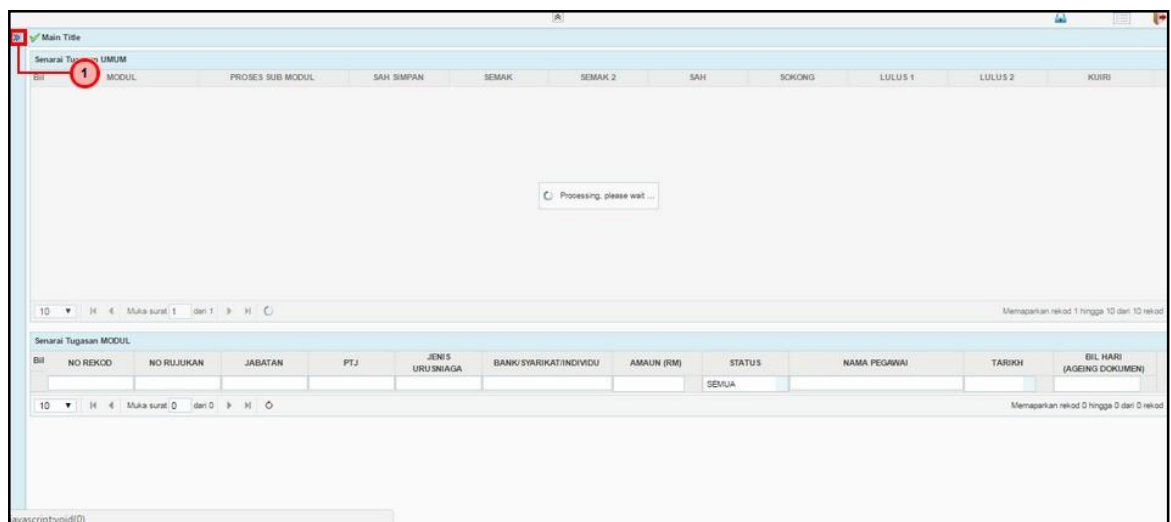 Main Title
Senarai Tugasan UMUM
Bil MODUL PROSES SUB MODUL SAH SIMPAN SEMAK SEMAK 2 SAH SOKONG LULUS 1 LULUS 2 KUIRI
1
Processing, please wait ...
10 Muka surat 1 dari 1 Memaparkan rekod 1 hingga 10 dari 10 rekod
Senarai Tugasan MODUL
Bil NO REKOD NO RUJUKAN JABATAN PTJ JENIS URUSNIAGA BANK/SYARIKAT/INDIVIDU AMAUN (RM) STATUS NAMA PEGAWAI TARIKH BIL HARI (AGEING DOKUMEN)
SEMUA
10 Muka surat 0 dari 0 Memaparkan rekod 0 hingga 0 dari 0 rekod
avascript:void(0)